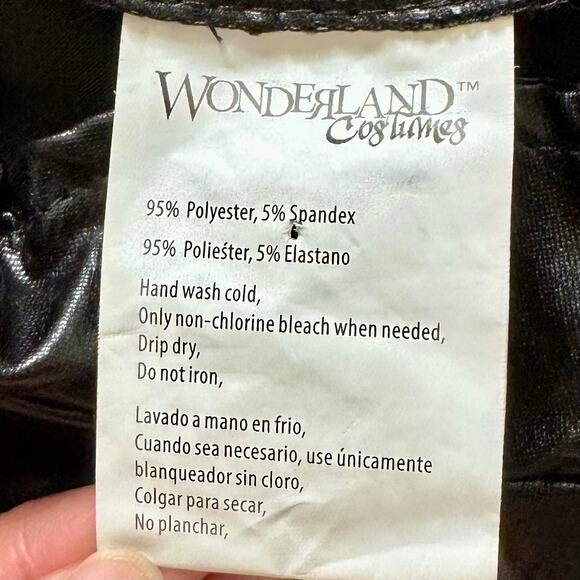 WONDERLAND™
Costumes
95% Polyester, 5% Spandex
95%Olieśter, 5% Elastano
Hand wash cold,
Only non-chlorine bleach when needed,
Drip dry,
Do not iron,
Lavado a mano en frio,
Cuando sea necesario, use únicamente
blanqueador sin cloro,
Colgar para secar,
No planchar,